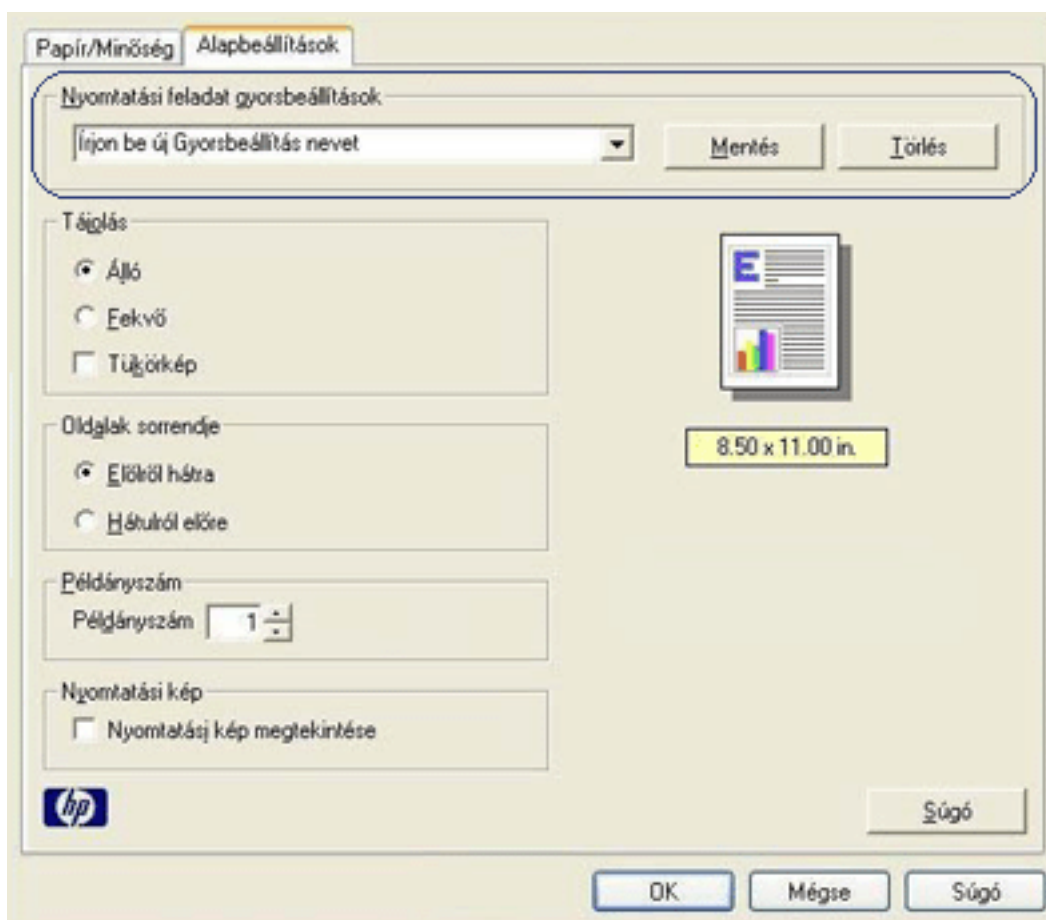 Papír/Minőség Alapbeállítások
Nyomtatási feladat gyorsbeállítások
Írjon be új Gyorsbeállítás nevet Mentés Törlés
Tájolás
Álló
Fekvő
Tükörkép
E
Oldalak sorrendje
8.50 x 11.00 in.
Elölről hátra
Hátulról előre
Példányszám
Példányszám 1
Nyomtatási kép
Nyomtatási kép megtekintése
hp
Súgó
OK Mégse Súgó